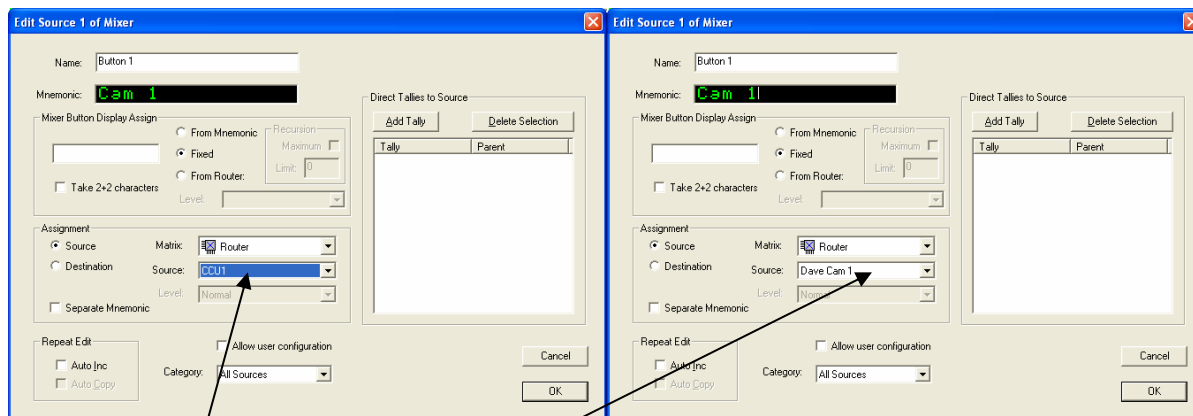 Edit Source 1 of Mixer
Name: Button 1
Mnemonic: Cam 1
Mixer Button Display Assign
From Mnemonic
Fixed
From Router:
Recursion
Maximum
Limit: 0
Take 2+2 characters
Level:
Direct Tallies to Source
Add Tally Delete Selection
Tally Parent
Assignment
Source
Destination
Matrix: Router
Source: CCU1
Level: Normal
Separate Mnemonic
Repeat Edit
Auto Inc
Auto Copy
Allow user configuration
Category: All Sources
Cancel
OK
Edit Source 1 of Mixer
Name: Button 1
Mnemonic: Cam 1
Mixer Button Display Assign
From Mnemonic
Fixed
From Router:
Recursion
Maximum
Limit: 0
Take 2+2 characters
Level:
Direct Tallies to Source
Add Tally Delete Selection
Tally Parent
Assignment
Source
Destination
Matrix: Router
Source: Dave Cam 1
Level: Normal
Separate Mnemonic
Repeat Edit
Auto Inc
Auto Copy
Allow user configuration
Category: All Sources
Cancel
OK